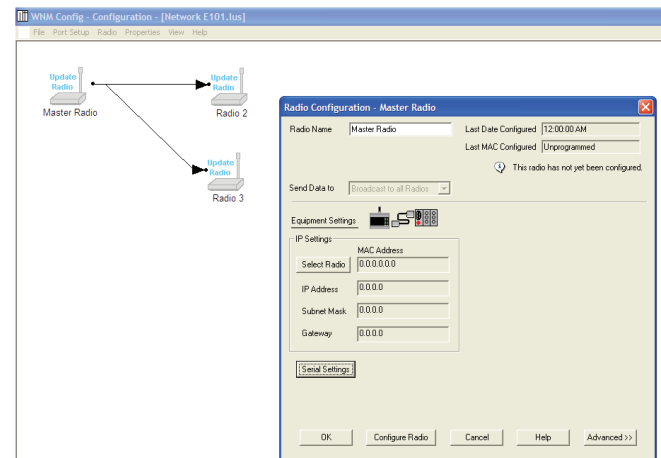 WNM Config - Configuration - [Network E101.lus]
File Port Setup Radio Properties View Help
Update
Radio
Master Radio
Update
Radio
Radio 2
Update
Radio
Radio 3
Radio Configuration - Master Radio
Radio Name Master Radio
Last Date Configured 12:00:00 AM
Last MAC Configured Unprogrammed
This radio has not yet been configured.
Send Data to Broadcast to all Radios
Equipment Settings
IP Settings
MAC Address
Select Radio 0.0.0.0.0.0
IP Address 0.0.0.0
Subnet Mask 0.0.0.0
Gateway 0.0.0.0
Serial Settings
OK Configure Radio Cancel Help Advanced >>